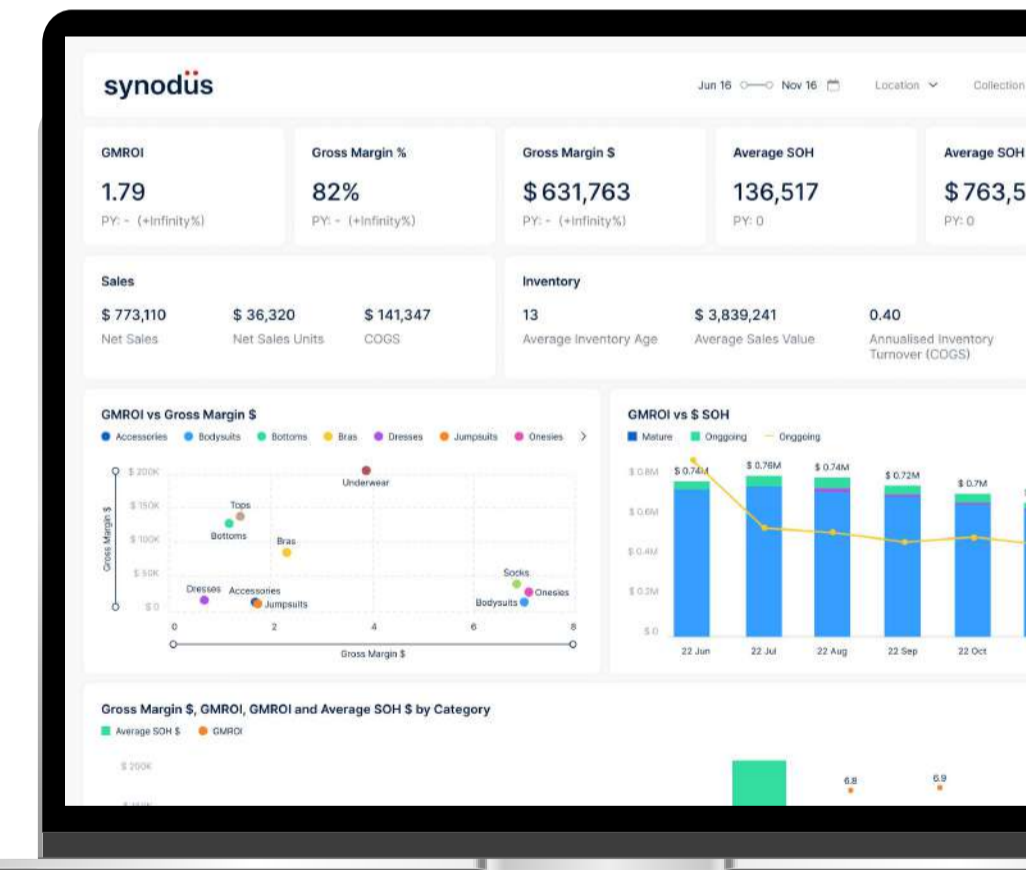 synodüs
Jun 16 Nov 16 Location Collection
GMROI
1.79
PY: - (+Infinity%)
Gross Margin %
82%
PY: - (+Infinity%)
Gross Margin $
$ 631,763
PY: - (+Infinity%)
Average SOH
136,517
PY: 0
Average SOH
$ 763,5
PY: 0
Sales
$ 773,110
Net Sales
$ 36,320
Net Sales Units
$ 141,347
COGS
Inventory
13
Average Inventory Age
$ 3,839,241
Average Sales Value
0.40
Annualised Inventory
Turnover (COGS)
GMROI vs Gross Margin $
Accessories Bodysuits Bottoms Bras Dresses Jumpsuits Onesies
$ 200K
$ 150K
$ 100K
$ 50K
$ 0
Gross Margin $
Underwear
Tops
Bottoms
Bras
Socks
Dresses Accessories
Onesies
Jumpsuits
Bodysuits
0 2 4 6 8
Gross Margin $
GMROI vs $ SOH
Mature Onggoing Onggoing
$ 0.8M
$ 0.6M
$ 0.4M
$ 0.2M
$ 0
$ 0.74M $ 0.76M $ 0.74M $ 0.72M $ 0.7M
22 Jun 22 Jul 22 Aug 22 Sep 22 Oct
Gross Margin $, GMROI, GMROI and Average SOH $ by Category
Average SOH $ GMROI
$ 200K
6.8 6.9